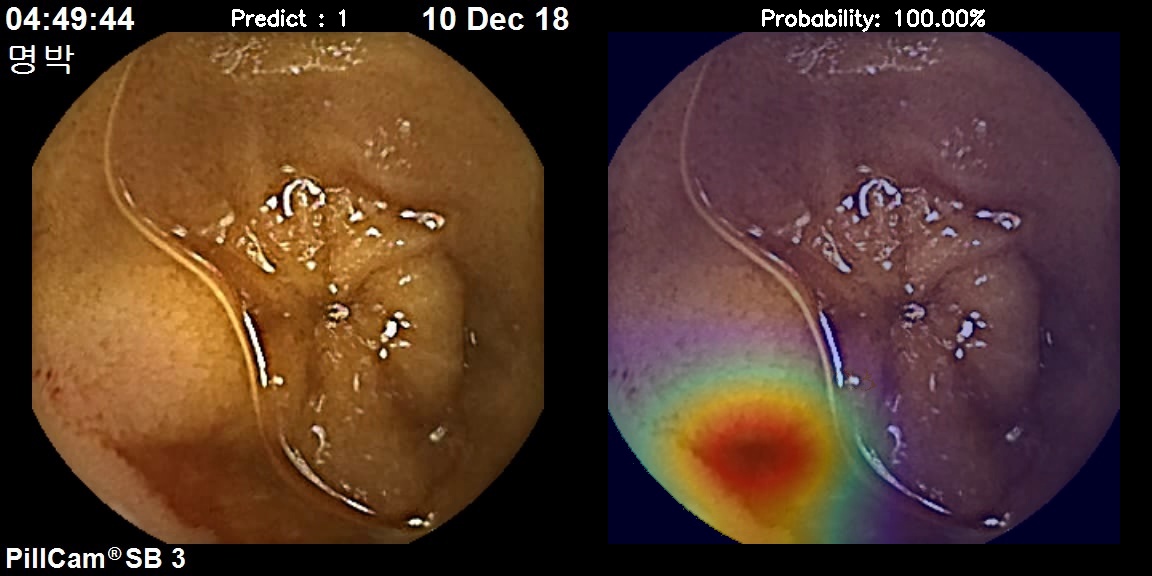 04:49:44
Predict : 1
10 Dec 18
Probability: 100.00%
명박
PillCam® SB 3